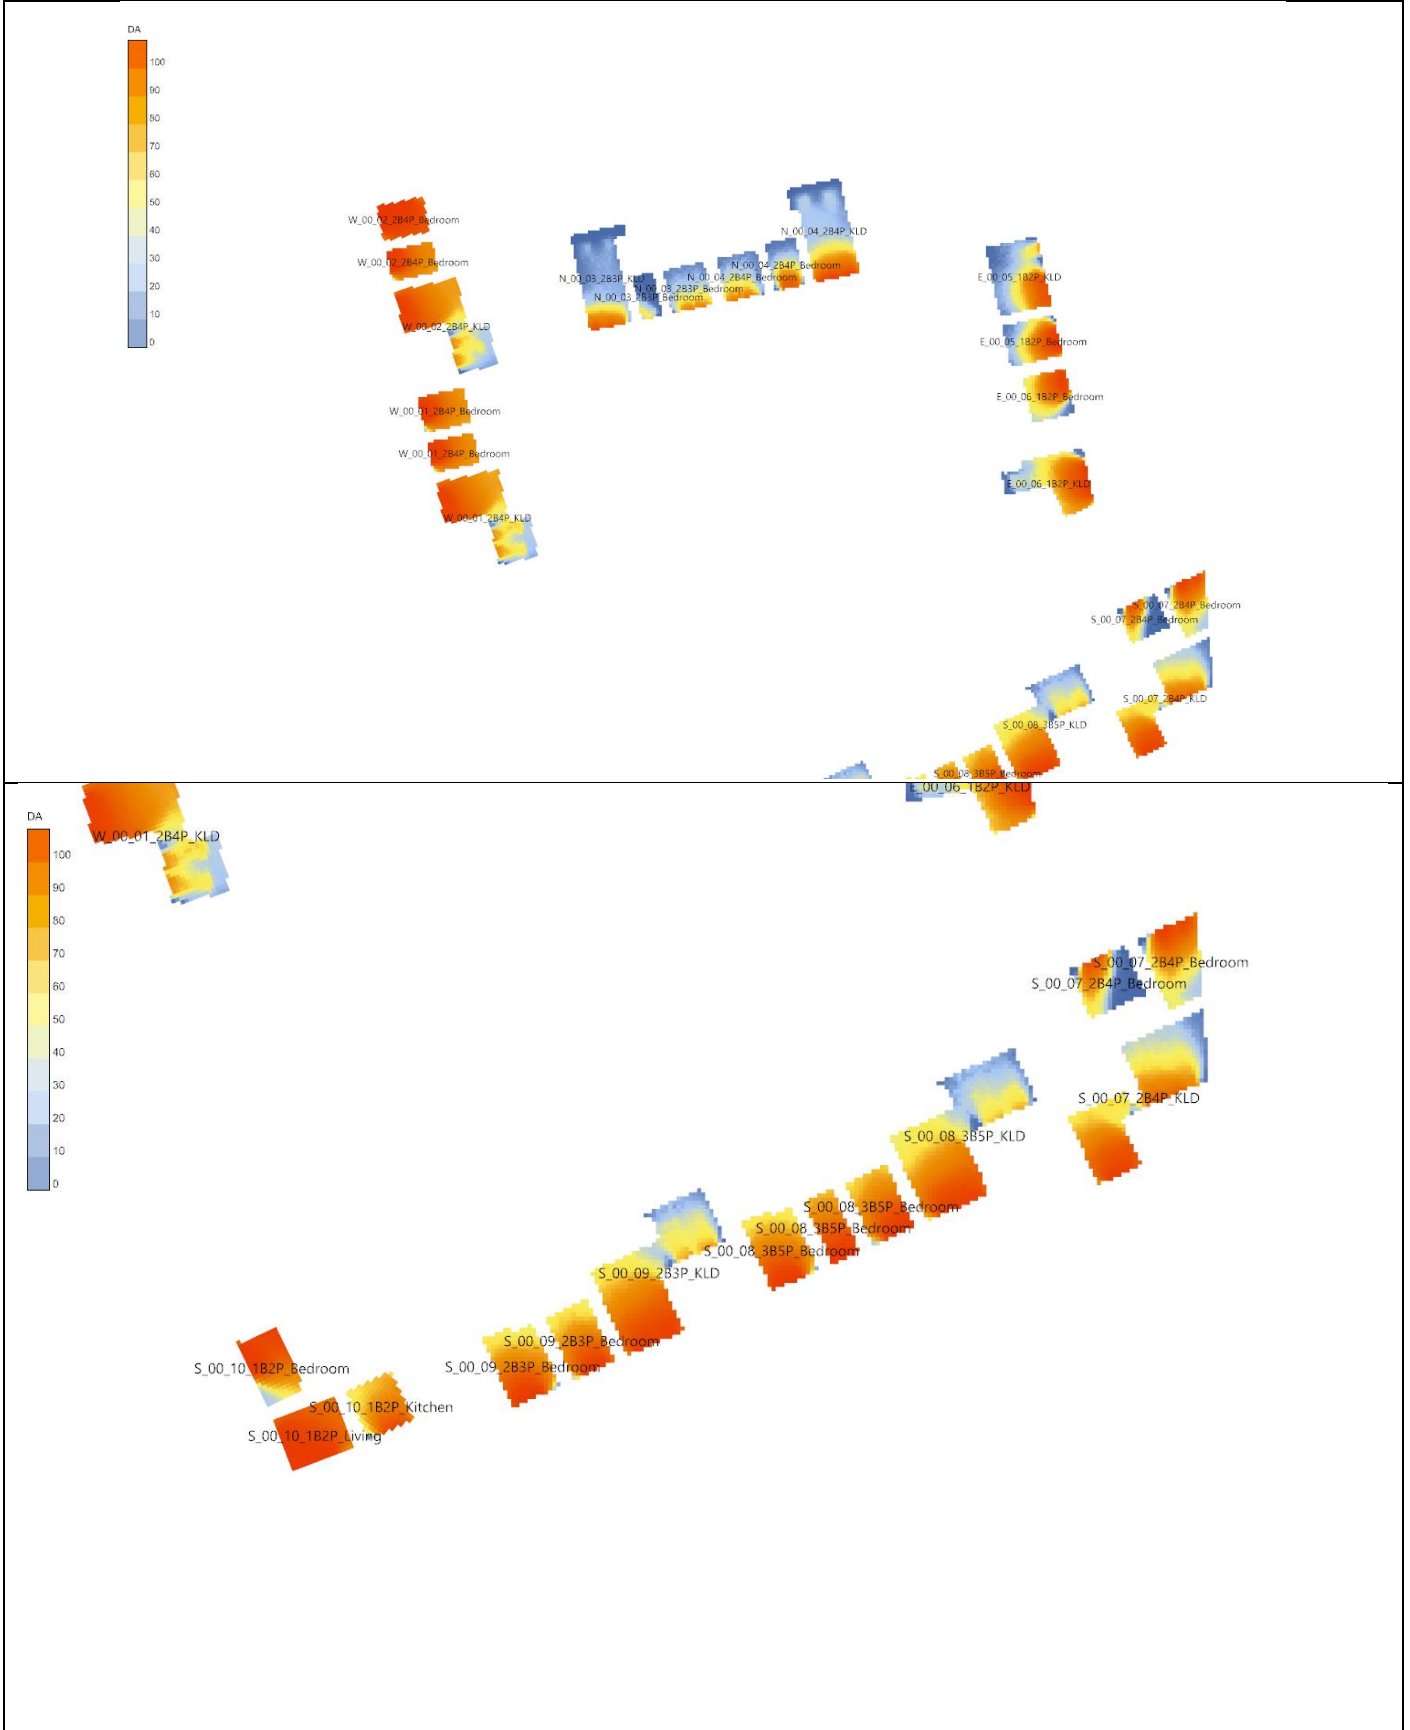 DA
100
90
80
70
60
50
40
30
20
10
0
W_00_02_2B4P_Bedroom
W_00_02_2B4P_Bedroom
W_00_02_2B4P_KLD
W_00_01_2B4P_Bedroom
W_00_01_2B4P_Bedroom
W_00_01_2B4P_KLD
N_00_03_2B3P_KLD
N_00_03_2B3P_Bedroom
N_00_03_2B3P_Bedroom
N_00_04_2B4P_Bedroom
N_00_04_2B4P_Bedroom
N_00_04_2B4P_KLD
E_00_05_1B2P_KLD
E_00_05_1B2P_Bedroom
E_00_06_1B2P_Bedroom
E_00_06_1B2P_KLD
S_00_07_2B4P_Bedroom
S_00_07_2B4P_Bedroom
S_00_07_2B4P_KLD
S_00_08_3B5P_KLD
S_00_08_3B5P_Bedroom
DA
100
90
80
70
60
50
40
30
20
10
0
W_00_01_2B4P_KLD
E_00_06_1B2P_KLD
S_00_07_2B4P_Bedroom
S_00_07_2B4P_Bedroom
S_00_07_2B4P_KLD
S_00_08_3B5P_KLD
S_00_08_3B5P_Bedroom
S_00_08_3B5P_Bedroom
S_00_08_3B5P_Bedroom
S_00_09_2B3P_KLD
S_00_09_2B3P_Bedroom
S_00_09_2B3P_Bedroom
S_00_10_1B2P_Bedroom
S_00_10_1B2P_Kitchen
S_00_10_1B2P_Living